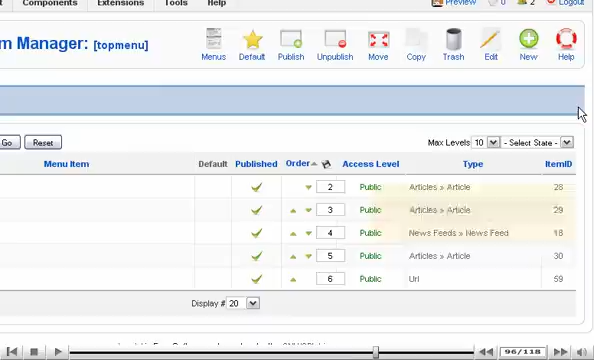 Components Extensions Tools Help Preview 0 2 Logout
m Manager: [topmenu]
Menus Default Publish Unpublish Move Copy Trash Edit New Help
Go Reset Max Levels 10 - Select State -
Menu Item Default Published Order Access Level Type ItemID
2 Public Articles » Article 28
3 Public Articles » Article 29
4 Public News Feeds » News Feed 18
5 Public Articles » Article 30
6 Public Url 59
Display # 20
96/118